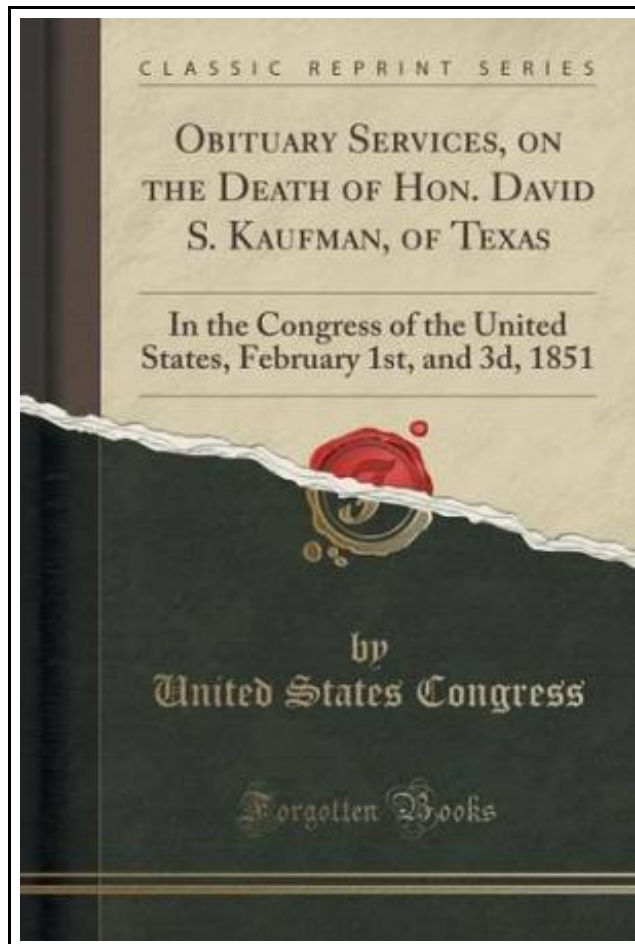 CLASSIC REPRINT SERIES
OBITUARY SERVICES, ON
THE DEATH OF HON. DAVID
S. KAUFMAN, OF TEXAS
In the Congress of the United
States, February 1st, and 3d, 1851
F
by
United States Congress
Forgotten Books